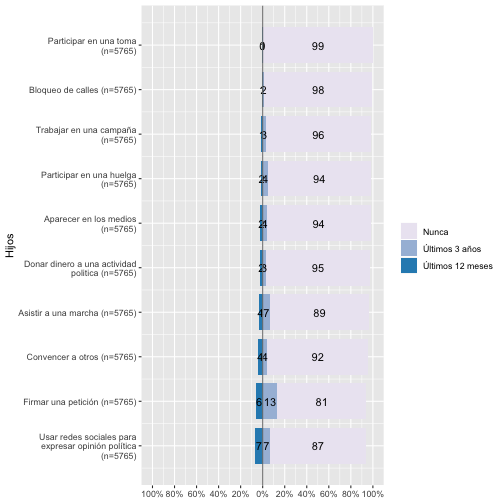 Hijos
Participar en una toma
(n=5765)
99
Bloqueo de calles (n=5765)
2
98
Trabajar en una campaña
(n=5765)
3
96
Participar en una huelga
(n=5765)
2
4
94
Aparecer en los medios
(n=5765)
2
4
94
Donar dinero a una actividad
politica (n=5765)
2
3
95
Asistir a una marcha (n=5765)
4
7
89
Convencer a otros (n=5765)
4
4
92
Firmar una petición (n=5765)
6
13
81
Usar redes sociales para
expresar opinión política
(n=5765)
7
7
87
100% 80% 60% 40% 20% 0% 20% 40% 60% 80% 100%
Nunca
Últimos 3 años
Últimos 12 meses